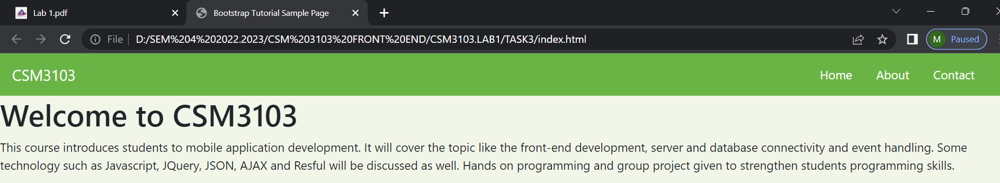 Lab 1.pdf
Bootstrap Tutorial Sample Page
File
D:/SEM%204%202022.2023/CSM%203103%20FRONT%20END/CSM3103.LAB1/TASK3/index.html
M Paused
CSM3103
Home About Contact
Welcome to CSM3103
This course introduces students to mobile application development. It will cover the topic like the front-end development, server and database connectivity and event handling. Some
technology such as Javascript, JQuery, JSON, AJAX and Resful will be discussed as well. Hands on programming and group project given to strengthen students programming skills.